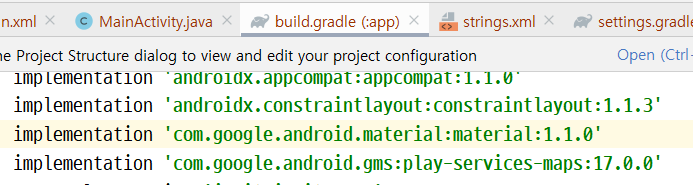 n.xml MainActivity.java build.gradle (:app) strings.xml settings.gradle
he Project Structure dialog to view and edit your project configuration Open (Ctrl+
implementation 'androidx.appcompat:appcompat:1.1.0'
implementation 'androidx.constraintlayout:constraintlayout:1.1.3'
implementation 'com.google.android.material:material:1.1.0'
implementation 'com.google.android.gms:play-services-maps:17.0.0'